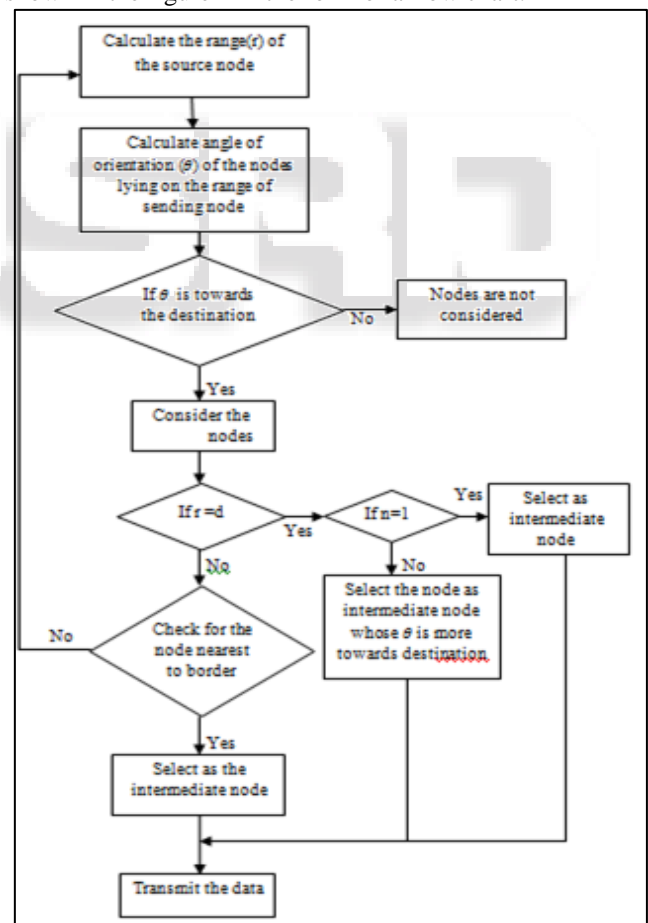 Calculate the range(r) of
the source node
Calculate angle of
orientation (θ) of the nodes
lying on the range of
sending node
If θ is towards
the destination
No
Nodes are not
considered
Yes
Consider the
nodes
If r =d
Yes
If n=1
Yes
Select as
intermediate
node
No
No
Select the node as
intermediate node
whose θ is more
towards destination
Check for the
node nearest
to border
No
Yes
Select as the
intermediate node
Transmit the data